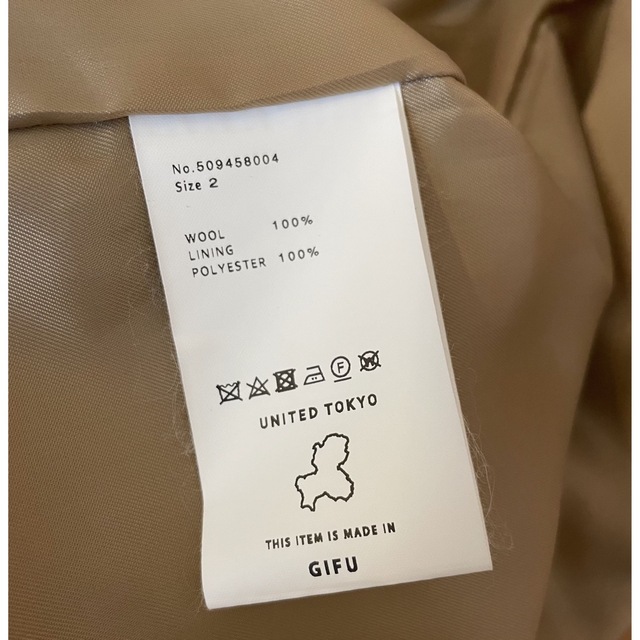 No.509458004
Size 2
WOOL 100%
LINING
POLYESTER 100%
F W
UNITED TOKYO
THIS ITEM IS MADE IN
GIFU